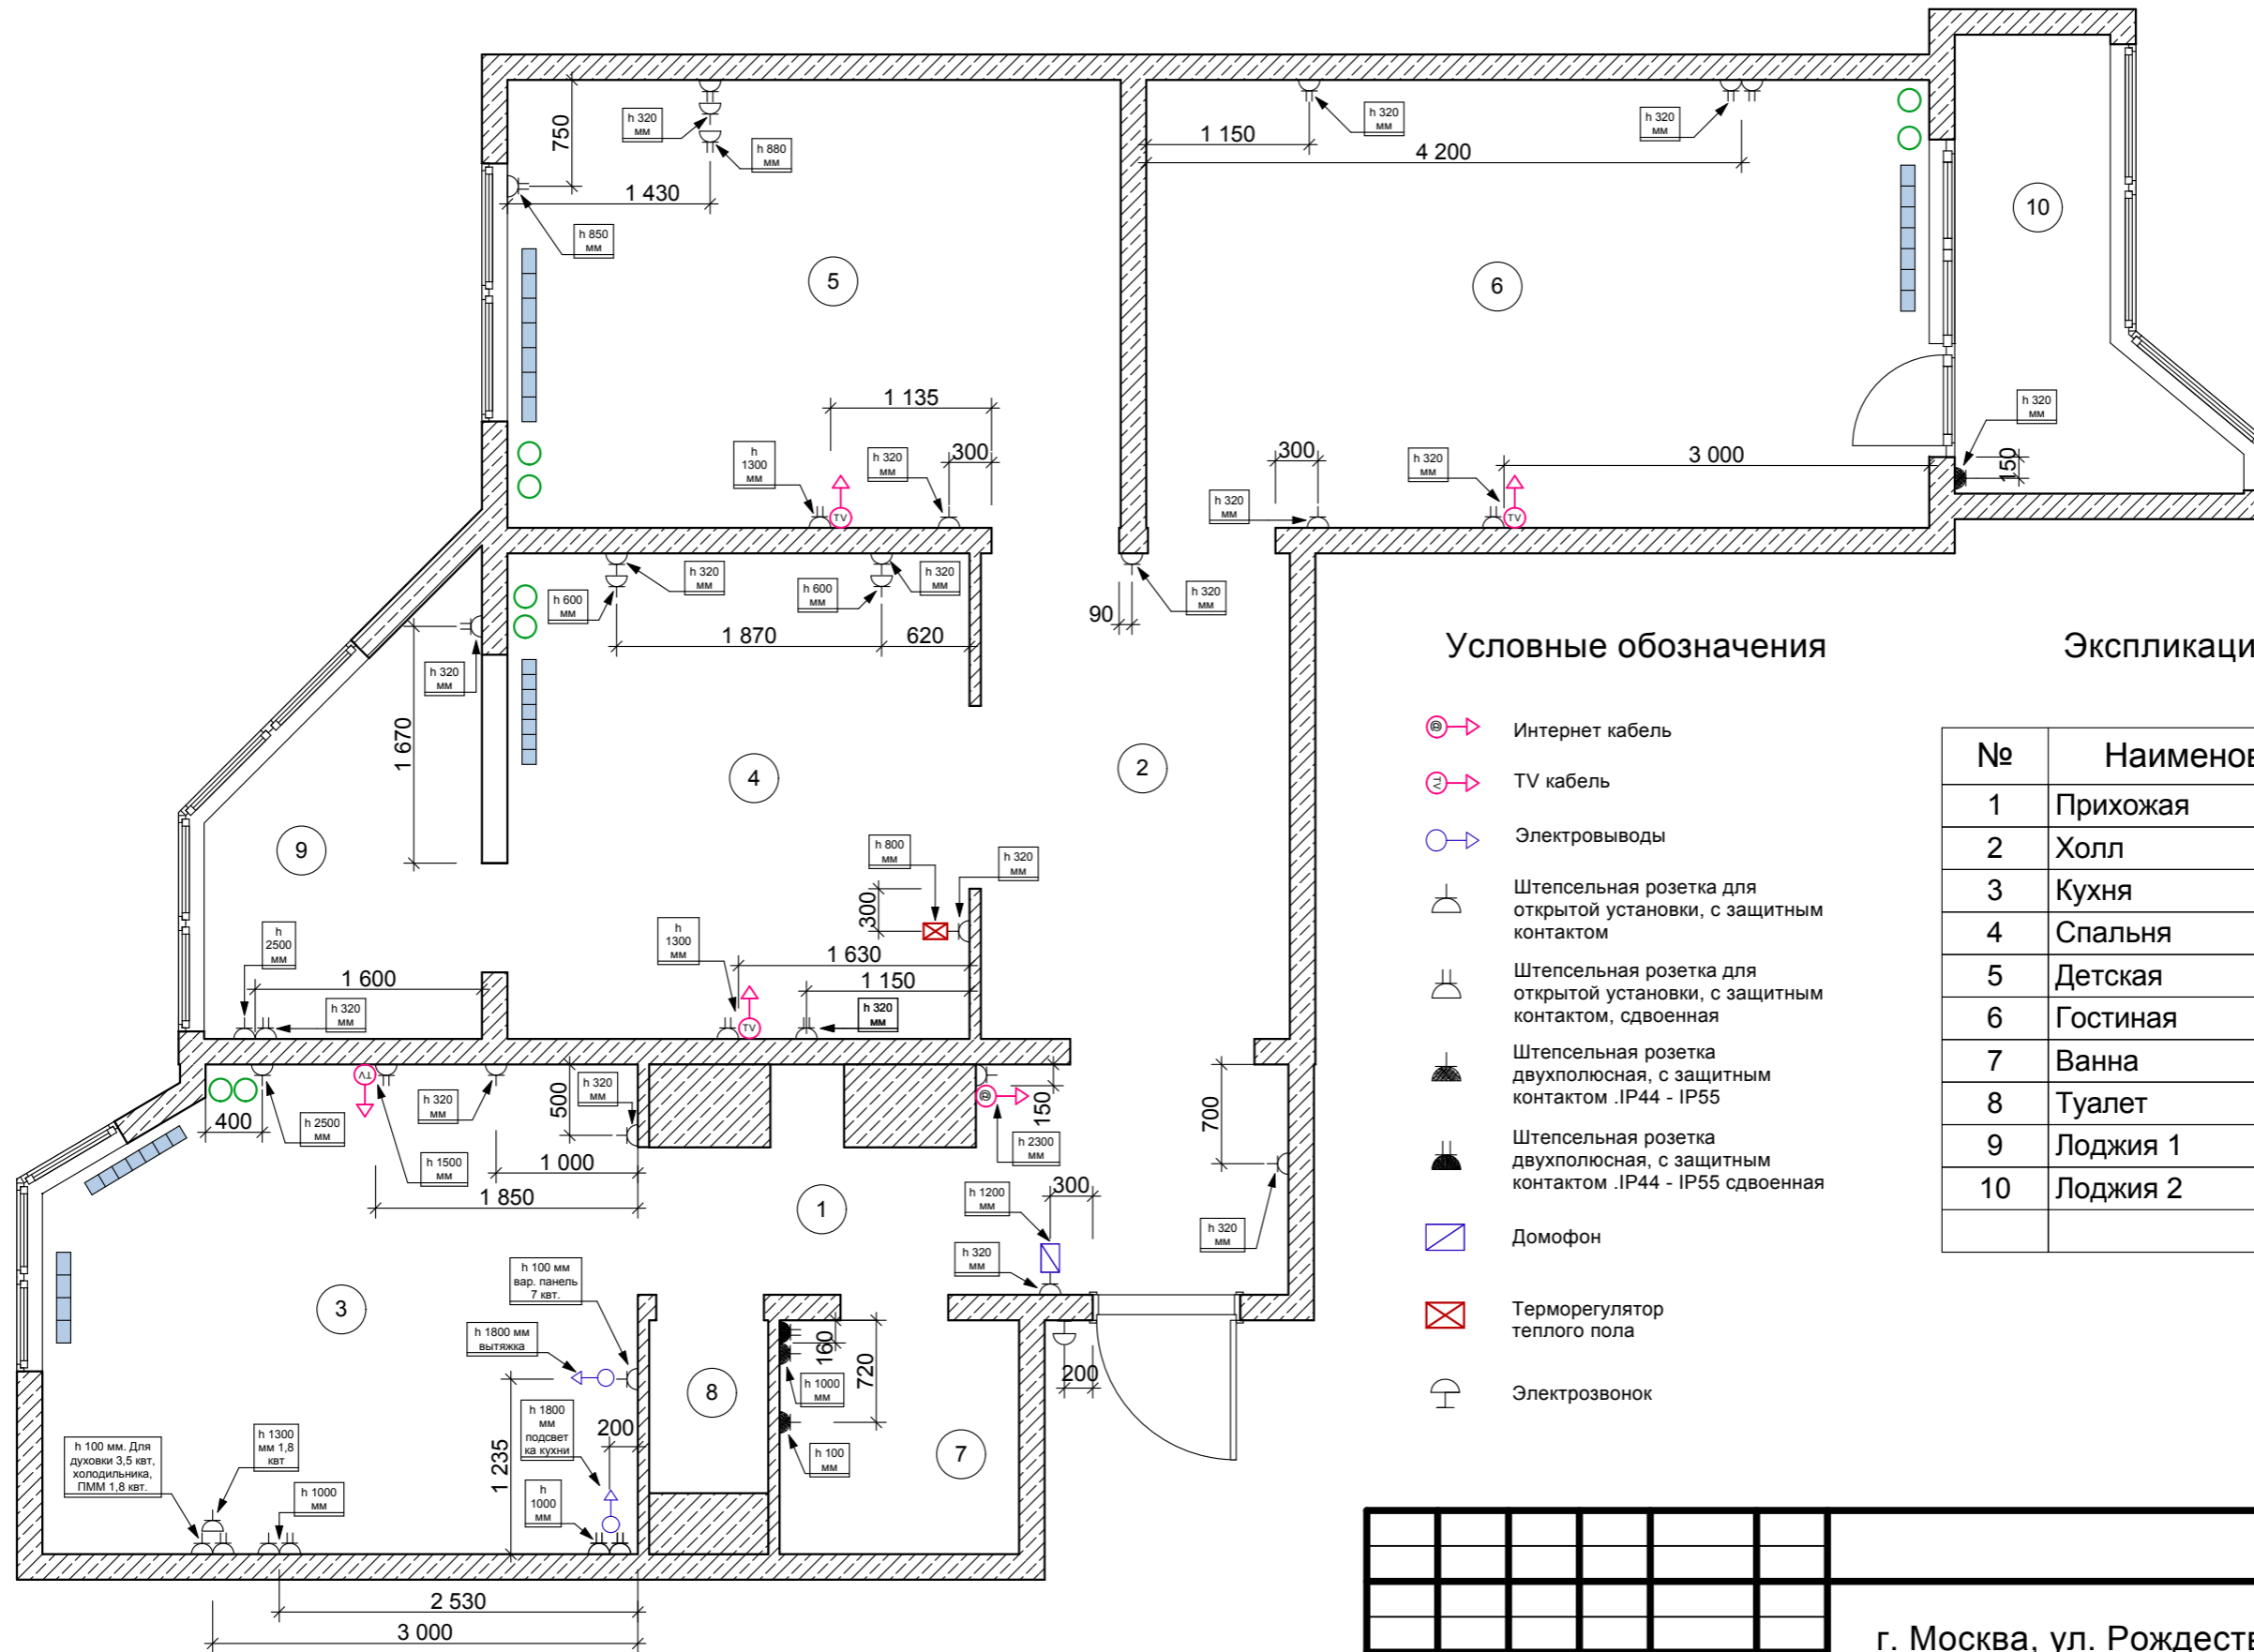 750
h 320
мм
h 880
мм
1 430
h 850
мм
5
1 135
300
h
1300
мм
h 320
мм
TV
1 150
h 320
мм
h 320
мм
4 200
6
10
h 320
мм
150
300
h 320
мм
3 000
h 320
мм
TV
h 320
мм
h 600
мм
h 600
мм
h 320
мм
1 870
620
h 320
мм
90
h 320
мм
1 670
4
2
9
h 800
мм
h 320
мм
300
h
2500
мм
1 600
h 320
мм
h
1300
мм
1 630
1 150
h 320
мм
TV
TV
400
h 2500
мм
h 320
мм
h 1500
мм
500
h 320
мм
1 000
1 850
@
150
h 2300
мм
700
h 320
мм
1
h 1200
мм
300
h 320
мм
200
3
h 100 мм
вар. панель
7 квт.
h 1800 мм
вытяжка
h 1800
мм
подсвет
ка кухни
200
1 235
h
1000
мм
8
160
720
h 1000
мм
h 100
мм
7
h 100 мм. Для
духовки 3,5 квт,
холодильника,
ПММ 1,8 квт.
h 1300
мм 1,8
квт
h 1000
мм
2 530
3 000
Условные обозначения
@ Интернет кабель
TV TV кабель
Электровыводы
Штепсельная розетка для
открытой установки, с защитным
контактом
Штепсельная розетка для
открытой установки, с защитным
контактом, сдвоенная
Штепсельная розетка
двухполюсная, с защитным
контактом .IP44 - IP55
Штепсельная розетка
двухполюсная, с защитным
контактом .IP44 - IP55 сдвоенная
Домофон
Терморегулятор
теплого пола
Электрозвонок
Экспликаци
№ Наименов
1 Прихожая
2 Холл
3 Кухня
4 Спальня
5 Детская
6 Гостиная
7 Ванна
8 Туалет
9 Лоджия 1
10 Лоджия 2
г. Москва, ул. Рождеств